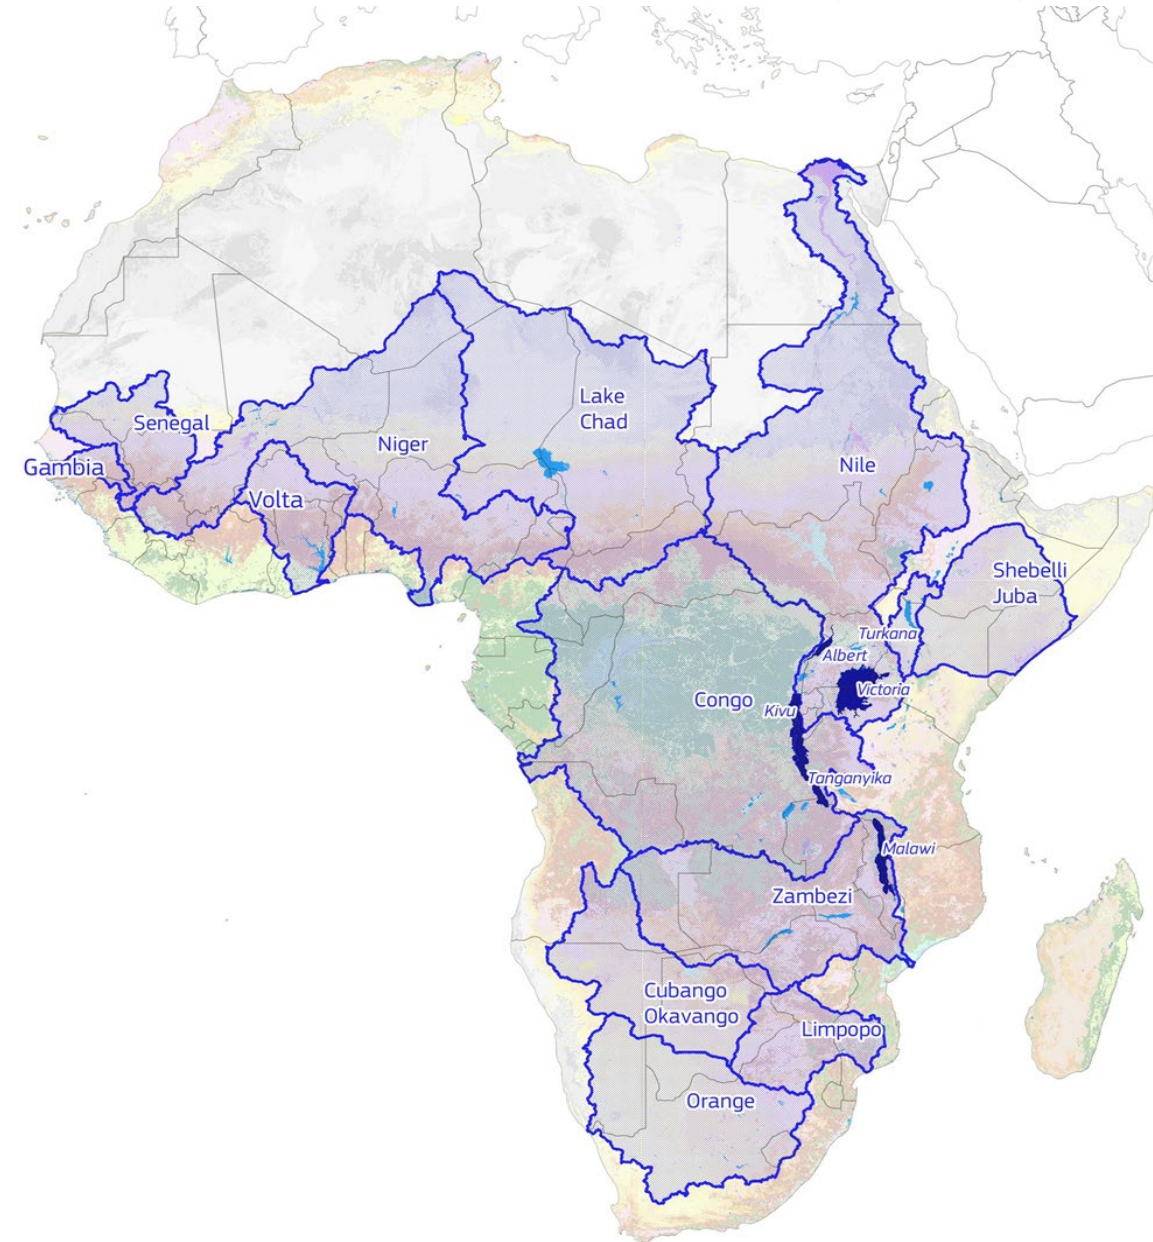 Lake
Chad
Senegal
Niger
Gambia
Nile
Volta
Shebelli
Juba
Turkana
Albert
Victoria
Congo
Kivu
Tanganyika
Malawi
Zambezi
Cubango
Okavango
Limpopo
Orange